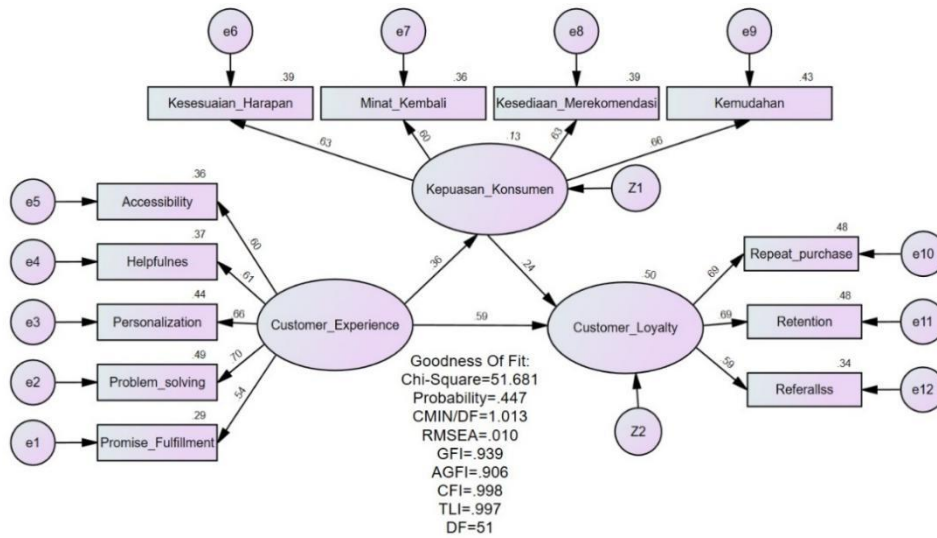 e6
e7
e8
e9
.39
.36
.39
.43
Kesesuaian_Harapan
Minat_Kembali
Kesediaan_Merekomendasi
Kemudahan
.63
.60
.63
.66
.13
Kepuasan_Konsumen
Z1
.36
e5
Accessibility
.60
.37
e4
Helpfulnes
.61
.44
e3
Personalization
.66
.49
e2
Problem_solving
.70
.29
e1
Promise_Fulfillment
.54
Customer_Experience
.36
.24
.59
.50
Customer_Loyalty
Z2
.48
Repeat_purchase
e10
.69
.48
Retention
e11
.69
.34
Referallss
e12
.59
Goodness Of Fit:
Chi-Square=51.681
Probability=.447
CMIN/DF=1.013
RMSEA=.010
GFI=.939
AGFI=.906
CFI=.998
TLI=.997
DF=51